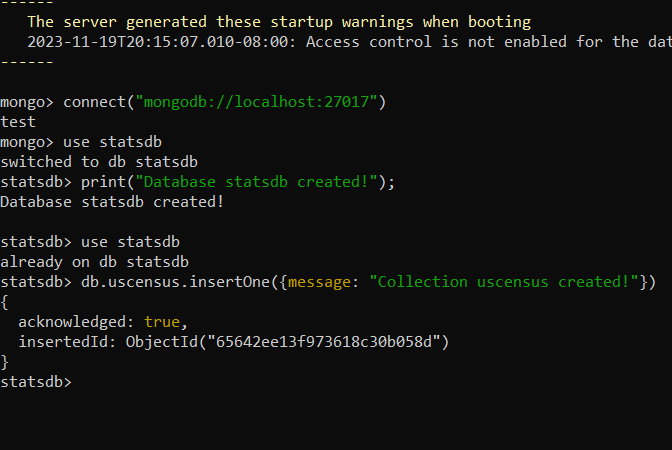 ------
The server generated these startup warnings when booting
2023-11-19T20:15:07.010-08:00: Access control is not enabled for the dat
------
mongo> connect("mongodb://localhost:27017")
test
mongo> use statsdb
switched to db statsdb
statsdb> print("Database statsdb created!");
Database statsdb created!
statsdb> use statsdb
already on db statsdb
statsdb> db.uscensus.insertOne({message: "Collection uscensus created!"})
{
acknowledged: true,
insertedId: ObjectId("65642ee13f973618c30b058d")
}
statsdb>